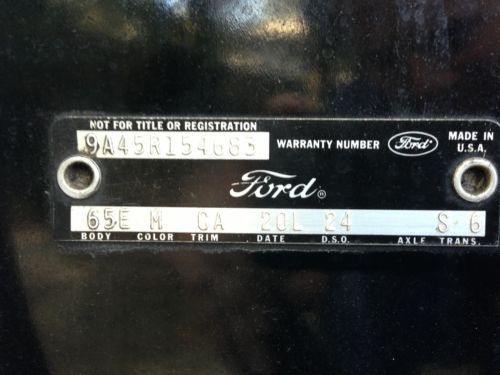 NOT FOR TITLE OR REGISTRATION
9A45R154683 WARRANTY NUMBER Ford MADE IN U.S.A.
Ford®
65E M CA 20L 24 S 6
BODY COLOR TRIM DATE D.S.O. AXLE TRANS.